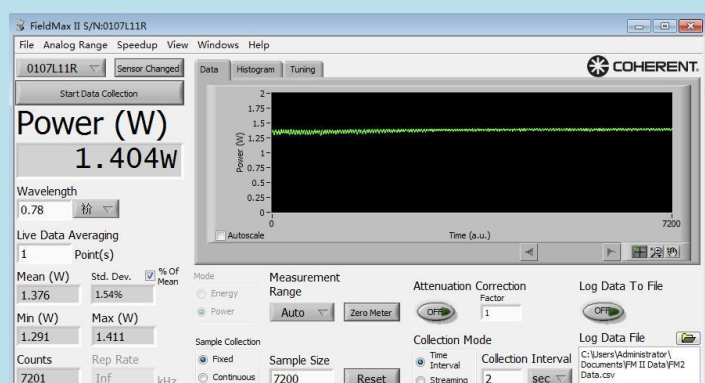 FieldMax II S/N:0107L11R
File Analog Range Speedup View Windows Help
0107L11R Sensor Changed
Start Data Collection
Power (W)
1.404W
Wavelength
0.78 祄
Live Data Averaging
1 Point(s)
Mean (W) Std. Dev. % Of Mean
1.376 1.54%
Min (W) Max (W)
1.291 1.411
Counts Rep Rate
7201 Inf kHz
Data Histogram Tuning
COHERENT.
Power (W)
2
1.75
1.5
1.25
1
0.75
0.5
0.25
0
0 7200
Autoscale Time (a.u.)
Mode
Energy
Power
Measurement Range
Auto Zero Meter
Sample Collection
Fixed
Continuous
Sample Size
7200 Reset
Attenuation Correction
OFF Factor
1
Collection Mode
Time Interval
Streaming
Collection Interval
2 sec
Log Data To File
OFF
Log Data File
C:\Users\Administrator\
Documents\FM II Data\FM2
Data.csv